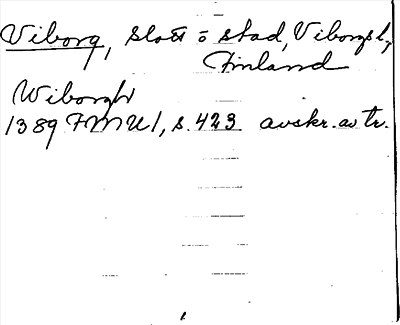 Viborg, slott o stad, Viborgs l,
Finland
Wiborgh
1389 FMU 1, s. 423 avskr. av tr.